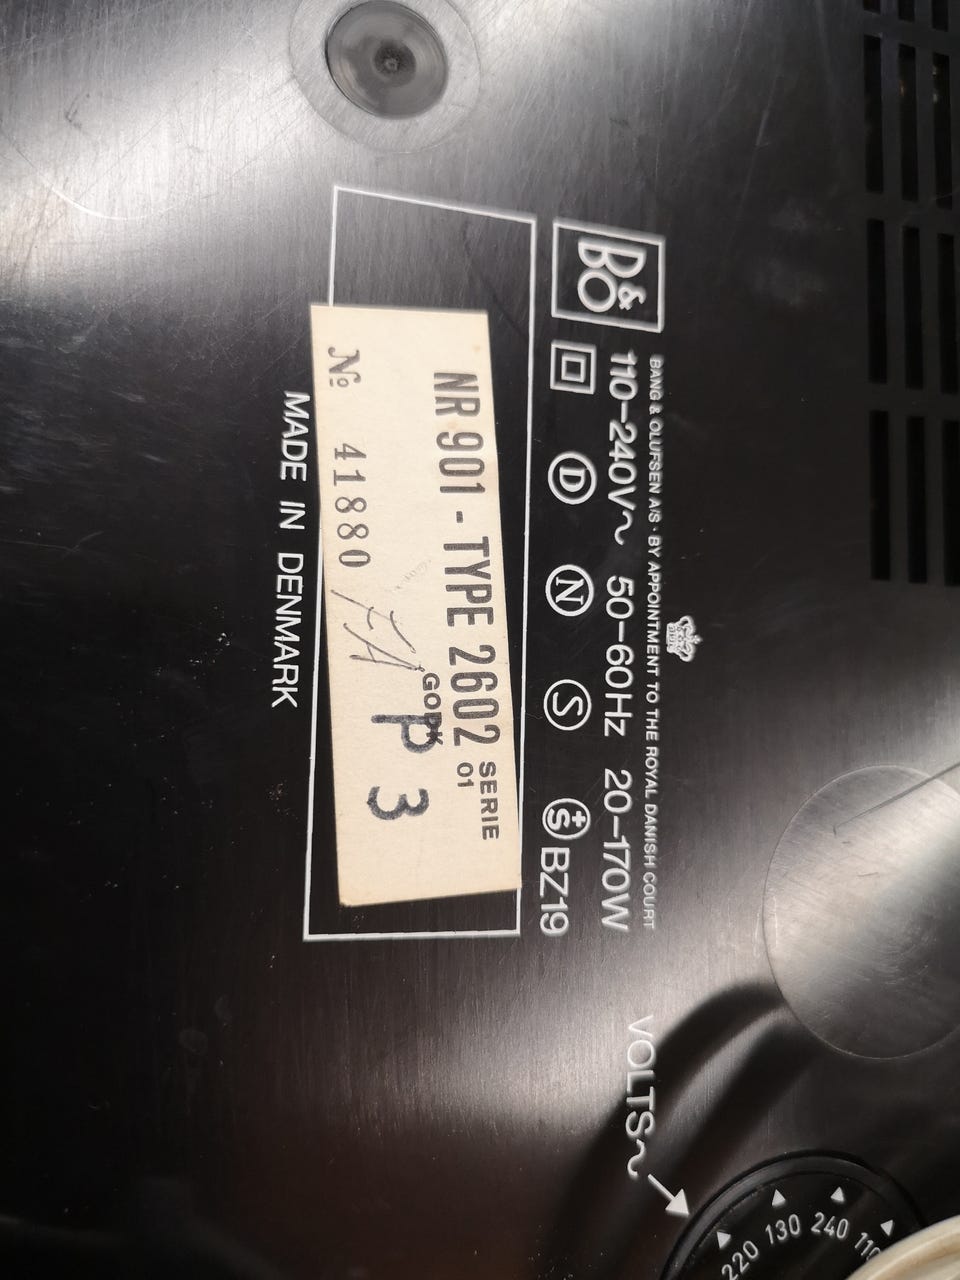 BANG & OLUFSEN A/S · BY APPOINTMENT TO THE ROYAL DANISH COURT
B&O
110–240V~ 50–60Hz 20–170W
D N S +S BZ19
NR 901 - TYPE 2602 SERIE 01
GODK
P 3
№ 41880
MADE IN DENMARK
VOLTS~
220 130 240 110